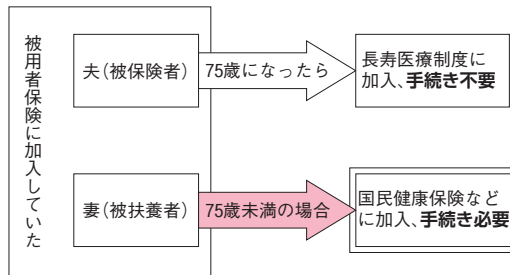 被用者保険に加入していた
夫（被保険者）
75歳になったら
長寿医療制度に
加入、手続き不要
妻（被扶養者）
75歳未満の場合
国民健康保険など
に加入、手続き必要